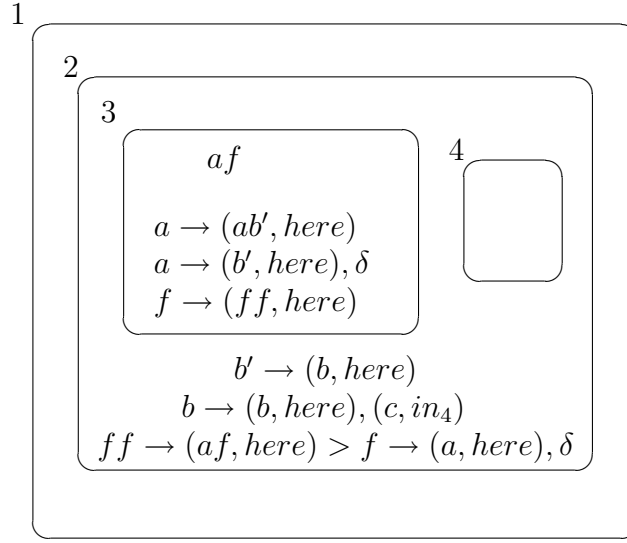 1
2
3
4
af
a → (ab′, here)
a → (b′, here), δ
f → (ff, here)
b′ → (b, here)
b → (b, here), (c, in₄)
ff → (af, here) > f → (a, here), δ